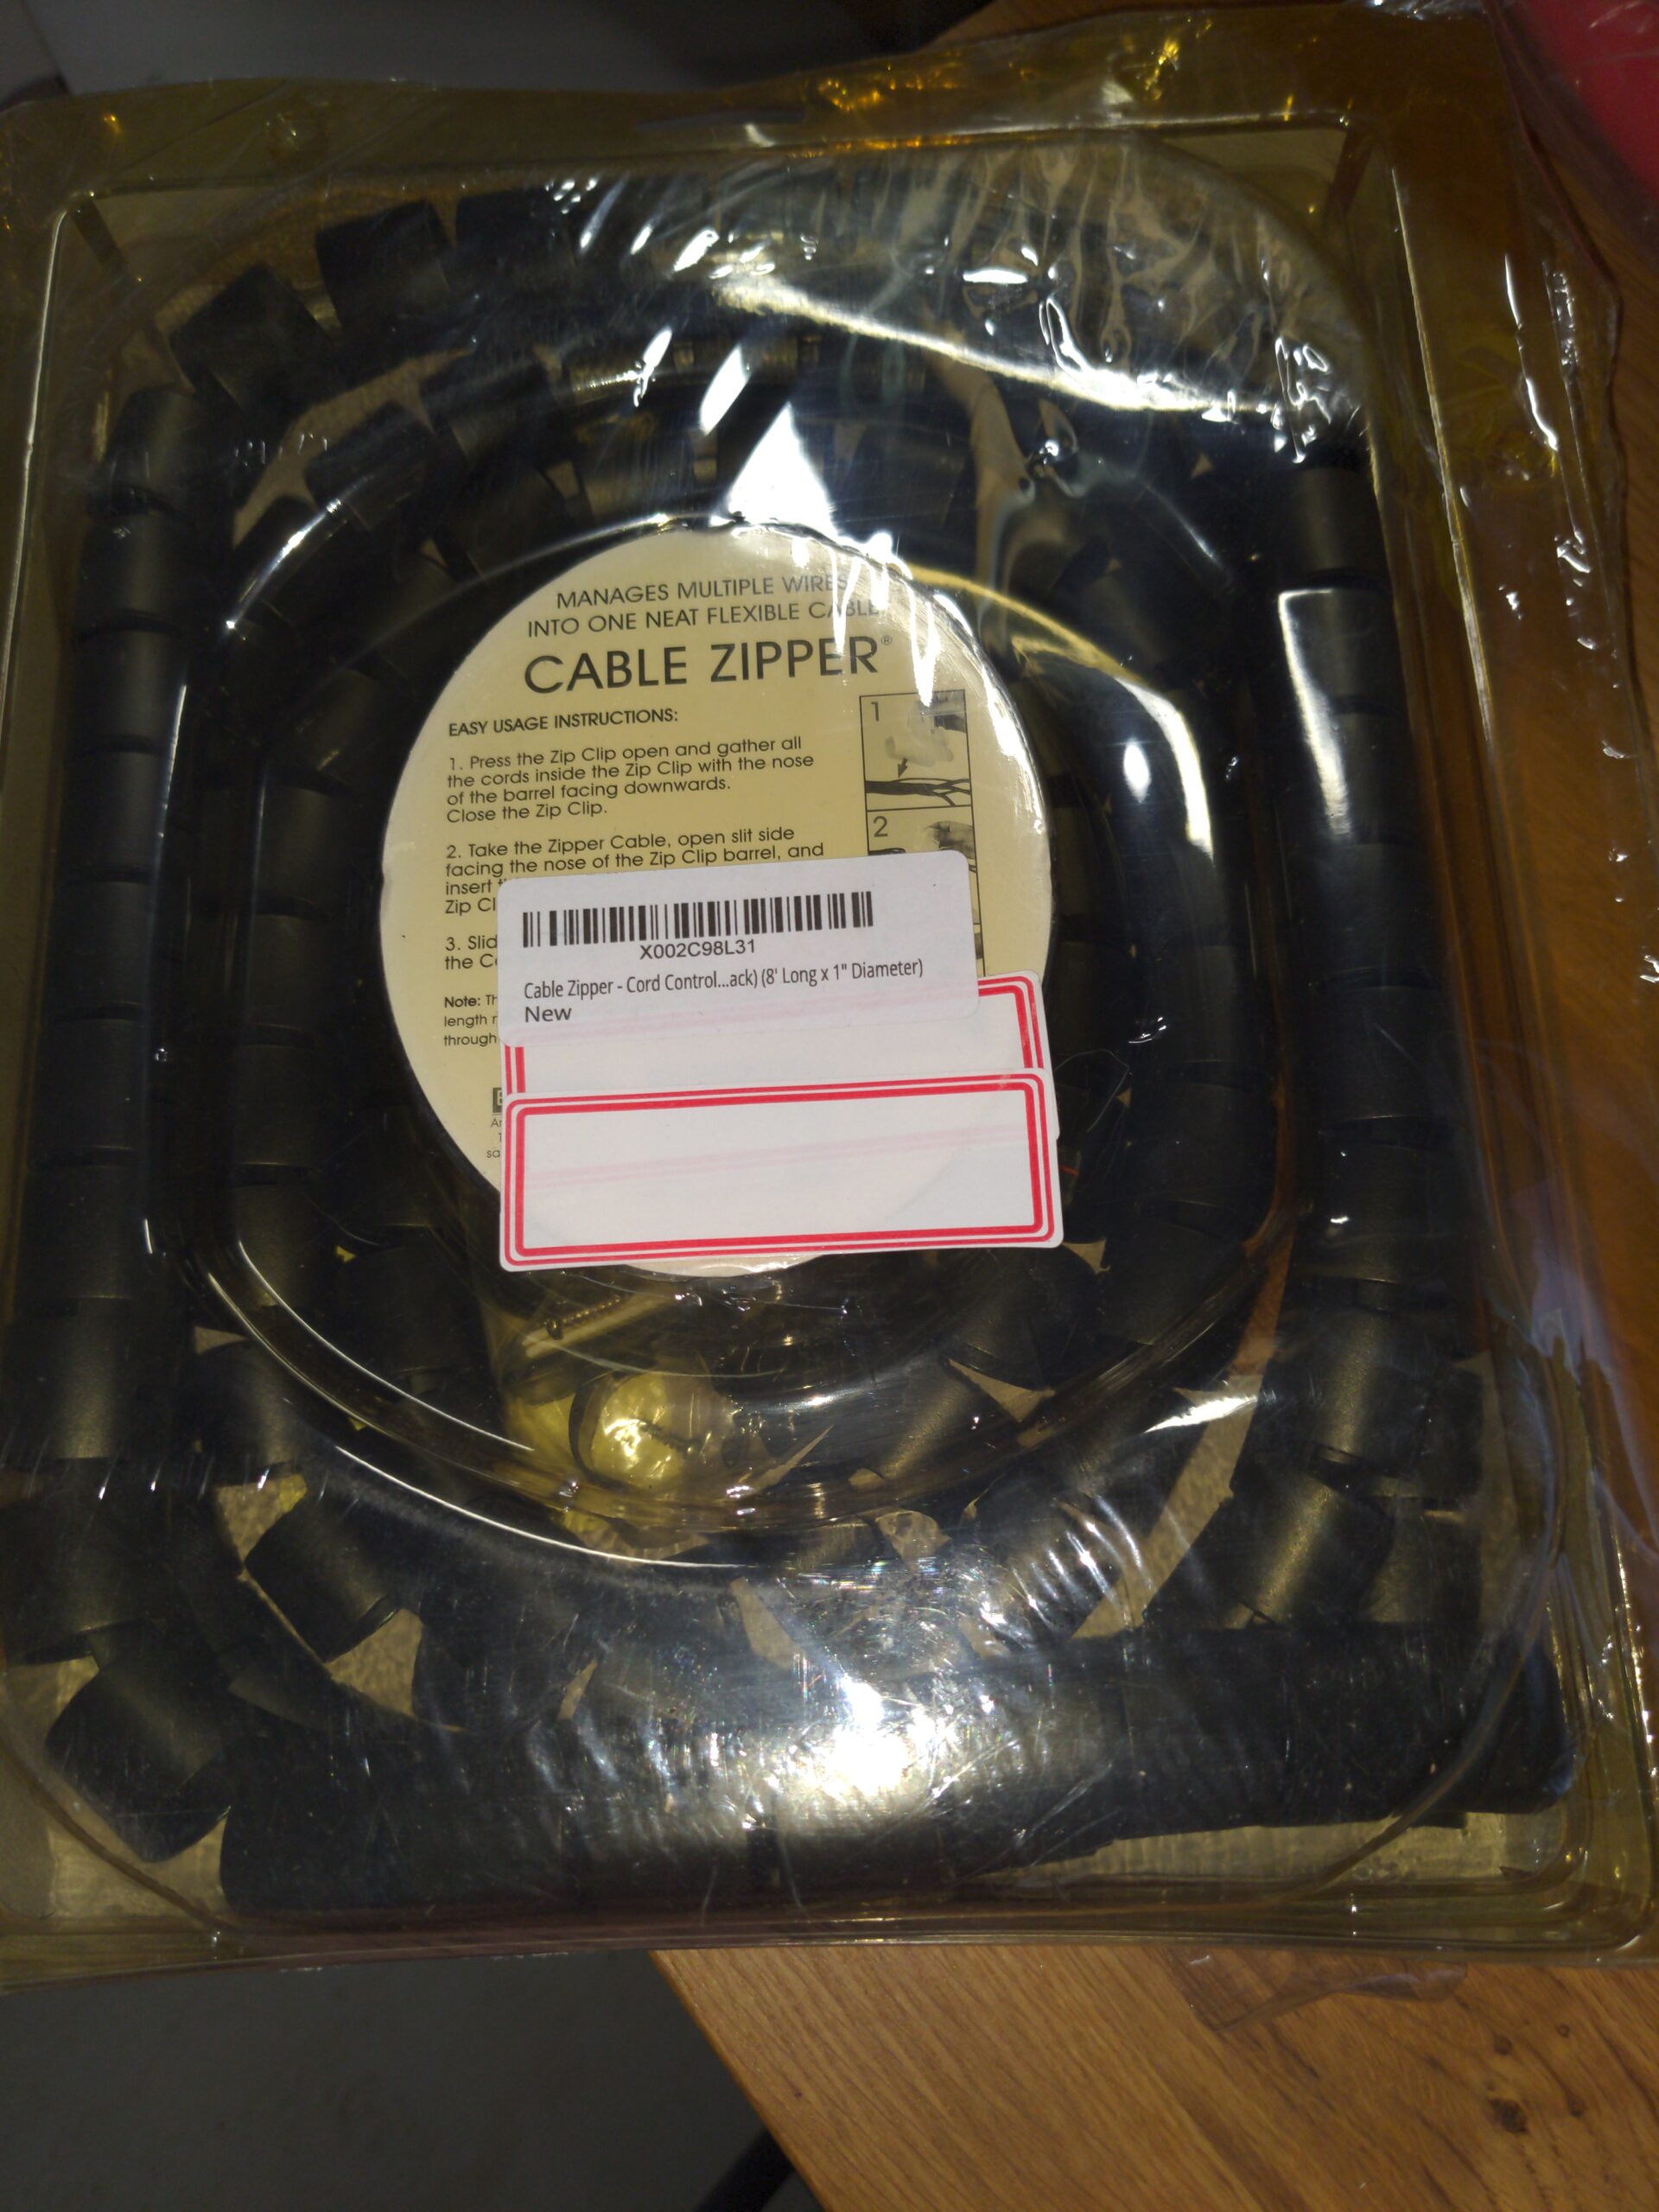 MANAGES MULTIPLE WIRES
INTO ONE NEAT FLEXIBLE CABLE
CABLE ZIPPER®
EASY USAGE INSTRUCTIONS:
1. Press the Zip Clip open and gather all
the cords inside the Zip Clip with the nose
of the barrel facing downwards.
Close the Zip Clip.
2. Take the Zipper Cable, open slit side
facing the nose of the Zip Clip barrel, and
insert
Zip Cl
3. Slid
the
Note:
length
through
1
2
X002C98L31
Cable Zipper - Cord Control...ack) (8' Long x 1" Diameter)
New